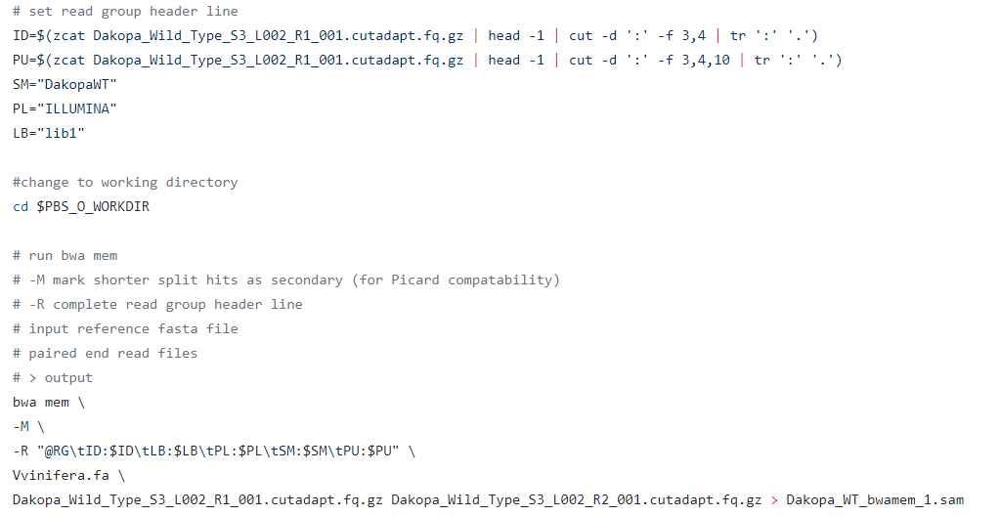 # set read group header line
ID=$(zcat Dakopa_Wild_Type_S3_L002_R1_001.cutadapt.fq.gz | head -1 | cut -d ':' -f 3,4 | tr ':' '.')
PU=$(zcat Dakopa_Wild_Type_S3_L002_R1_001.cutadapt.fq.gz | head -1 | cut -d ':' -f 3,4,10 | tr ':' '.')
SM="DakopaWT"
PL="ILLUMINA"
LB="lib1"
#change to working directory
cd $PBS_O_WORKDIR
# run bwa mem
# -M mark shorter split hits as secondary (for Picard compatability)
# -R complete read group header line
# input reference fasta file
# paired end read files
# > output
bwa mem \
-M \
-R "@RG\tID:$ID\tLB:$LB\tPL:$PL\tSM:$SM\tPU:$PU" \
Vvinifera.fa \
Dakopa_Wild_Type_S3_L002_R1_001.cutadapt.fq.gz Dakopa_Wild_Type_S3_L002_R2_001.cutadapt.fq.gz > Dakopa_WT_bwamem_1.sam